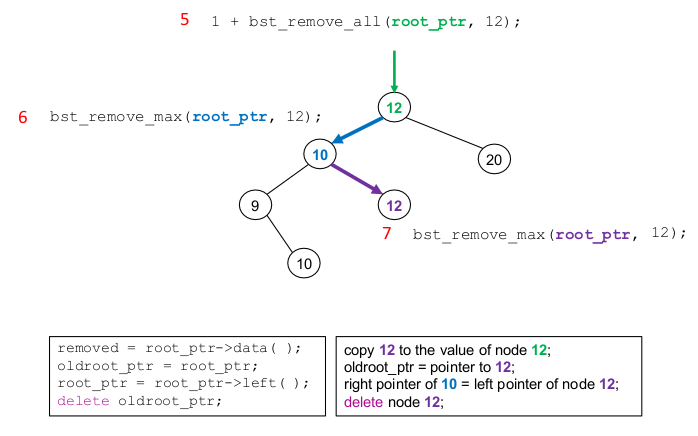 5 1 + bst_remove_all(root_ptr, 12);
12
6 bst_remove_max(root_ptr, 12);
10
20
9
12
7 bst_remove_max(root_ptr, 12);
10
removed = root_ptr->data( );
oldroot_ptr = root_ptr;
root_ptr = root_ptr->left( );
delete oldroot_ptr;
copy 12 to the value of node 12;
oldroot_ptr = pointer to 12;
right pointer of 10 = left pointer of node 12;
delete node 12;